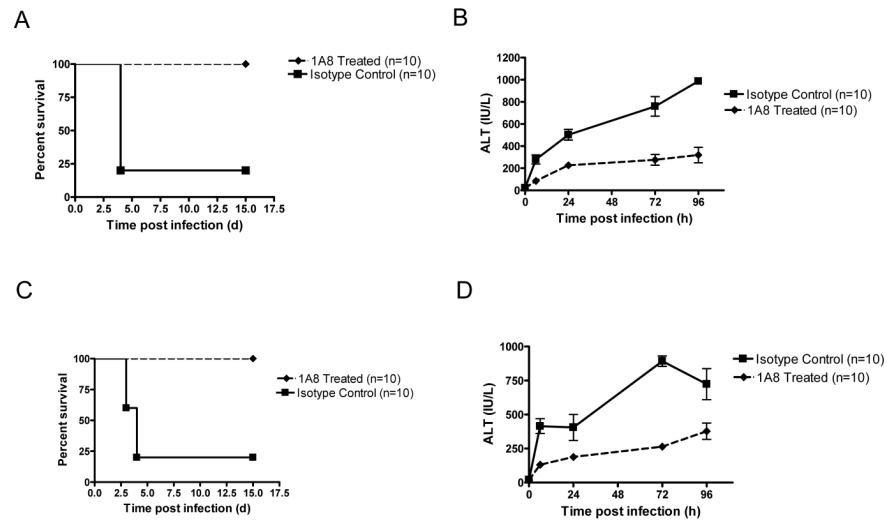 A
Percent survival
100
75
50
25
0
0.0 2.5 5.0 7.5 10.0 12.5 15.0 17.5
Time post infection (d)
1A8 Treated (n=10)
Isotype Control (n=10)
B
ALT (IU/L)
1200
1000
800
600
400
200
0
0 24 48 72 96
Time post infection (h)
Isotype Control (n=10)
1A8 Treated (n=10)
C
Percent survival
100
75
50
25
0
0.0 2.5 5.0 7.5 10.0 12.5 15.0 17.5
Time post infection (d)
1A8 Treated (n=10)
Isotype Control (n=10)
D
ALT (IU/L)
1000
750
500
250
0
0 24 48 72 96
Time post infection (h)
Isotype Control (n=10)
1A8 Treated (n=10)